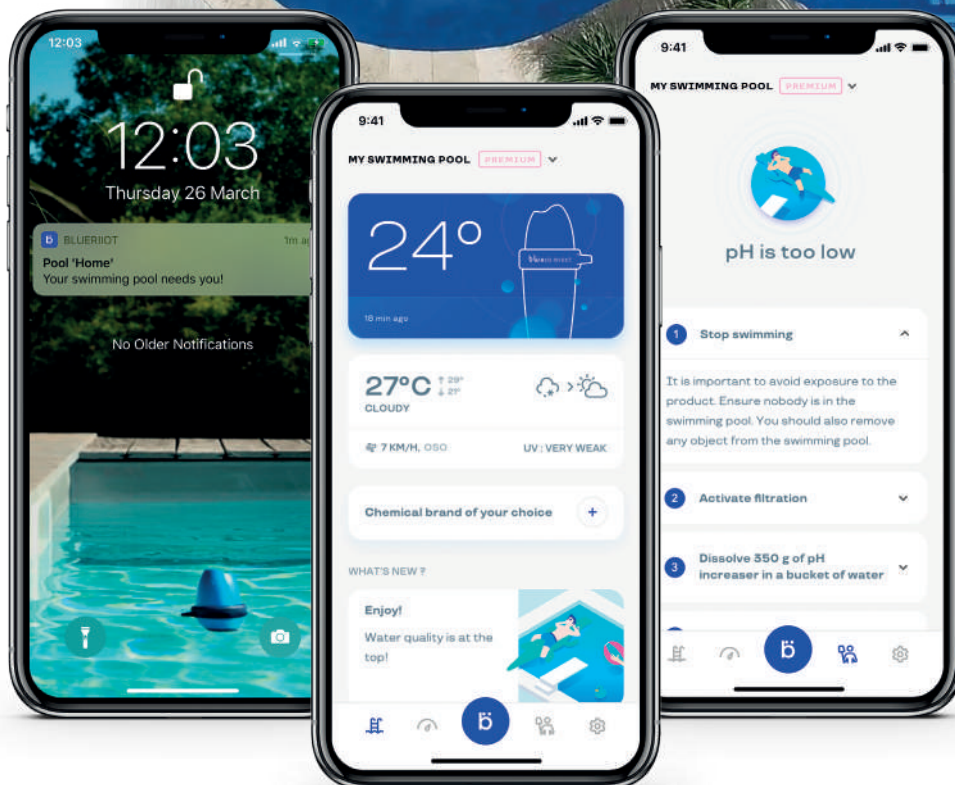 12:03
12:03
Thursday 26 March
BLUERIIOT 1m
Pool 'Home'
Your swimming pool needs you!
No Older Notifications
9:41
MY SWIMMING POOL PREMIUM
24°
18 min ago
27°C ↑ 29°
↓ 21°
CLOUDY
7 KM/H, OSO UV : VERY WEAK
Chemical brand of your choice +
WHAT'S NEW ?
Enjoy!
Water quality is at the
top!
9:41
MY SWIMMING POOL PREMIUM
pH is too low
1 Stop swimming
It is important to avoid exposure to the
product. Ensure nobody is in the
swimming pool. You should also remove
any object from the swimming pool.
2 Activate filtration
3 Dissolve 350 g of pH
increaser in a bucket of water